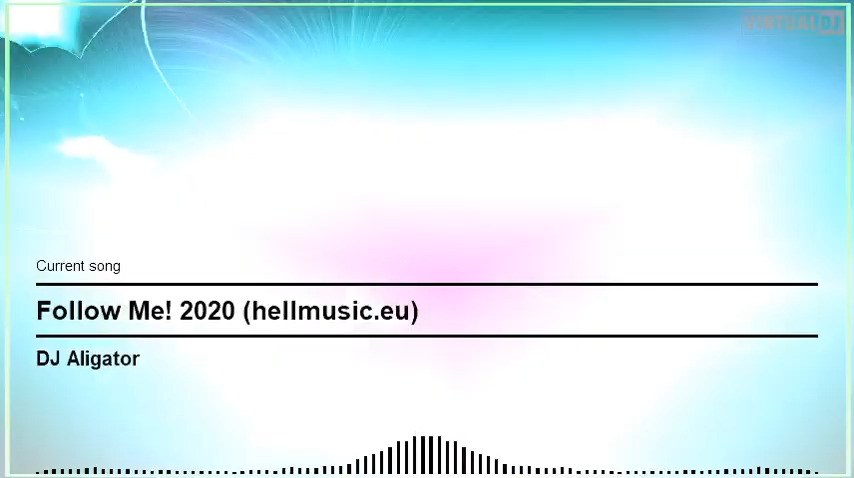 VIRTUALDJ
Current song
Follow Me! 2020 (hellmusic.eu)
DJ Aligator